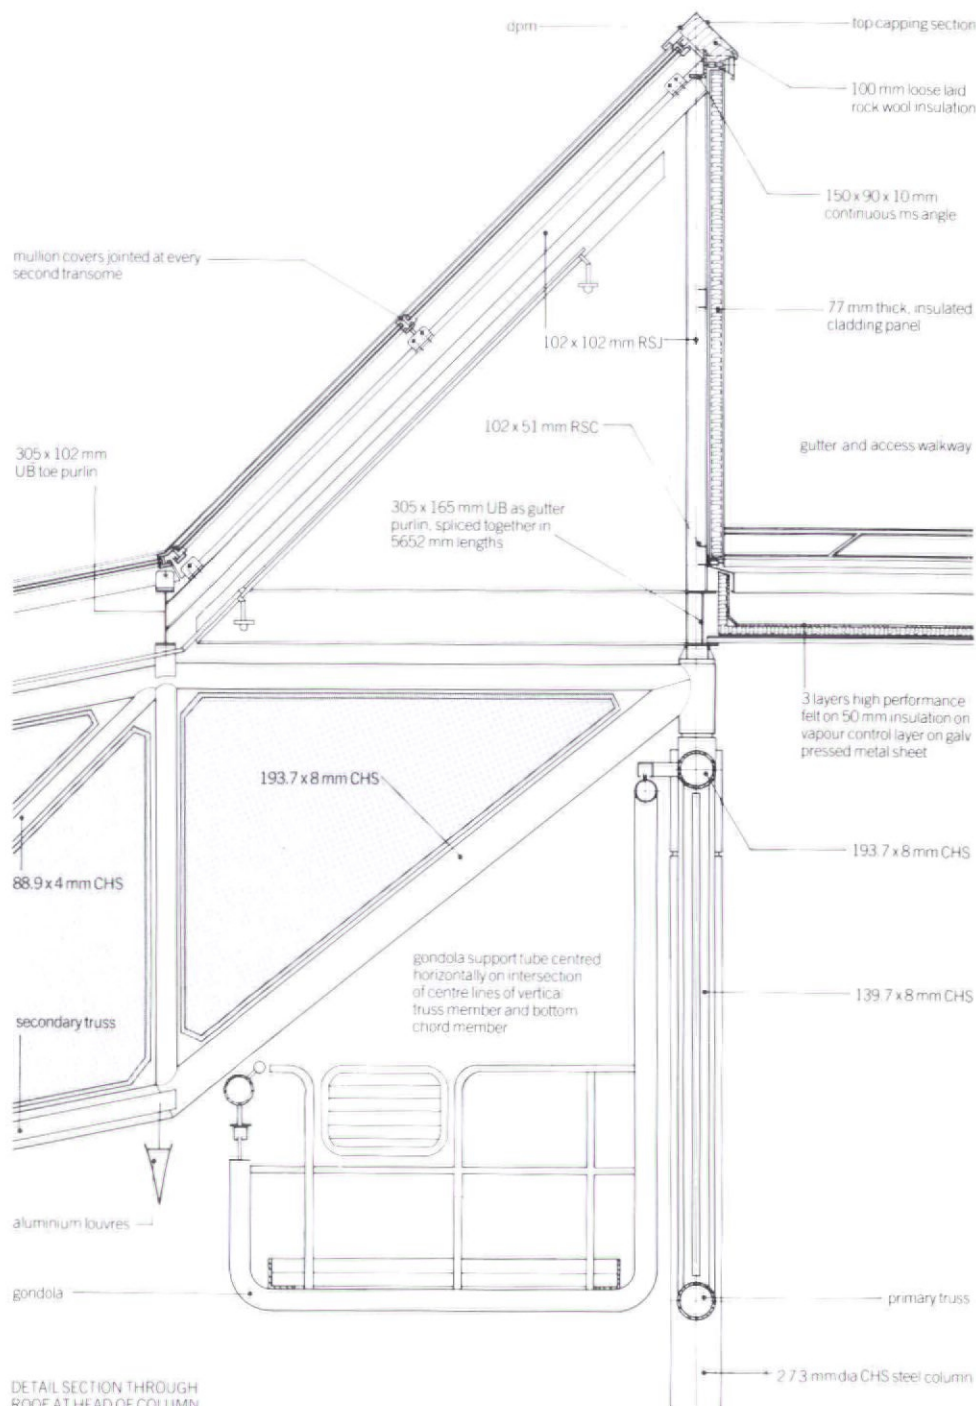 dpm
top capping section
100 mm loose laid
rock wool insulation
150 x 90 x 10 mm
continuous ms angle
mullion covers jointed at every
second transome
77 mm thick, insulated
cladding panel
102 x 102 mm RSJ
102 x 51 mm RSC
gutter and access walkway
305 x 102 mm
UB toe purlin
305 x 165 mm UB as gutter
purlin, spliced together in
5652 mm lengths
3 layers high performance
felt on 50 mm insulation on
vapour control layer on galv
pressed metal sheet
193.7 x 8 mm CHS
193.7 x 8 mm CHS
88.9 x 4 mm CHS
gondola support tube centred
horizontally on intersection
of centre lines of vertical
truss member and bottom
chord member
139.7 x 8 mm CHS
secondary truss
aluminium louvres
gondola
primary truss
273 mm dia CHS steel column
DETAIL SECTION THROUGH
ROOF AT HEAD OF COLUMN